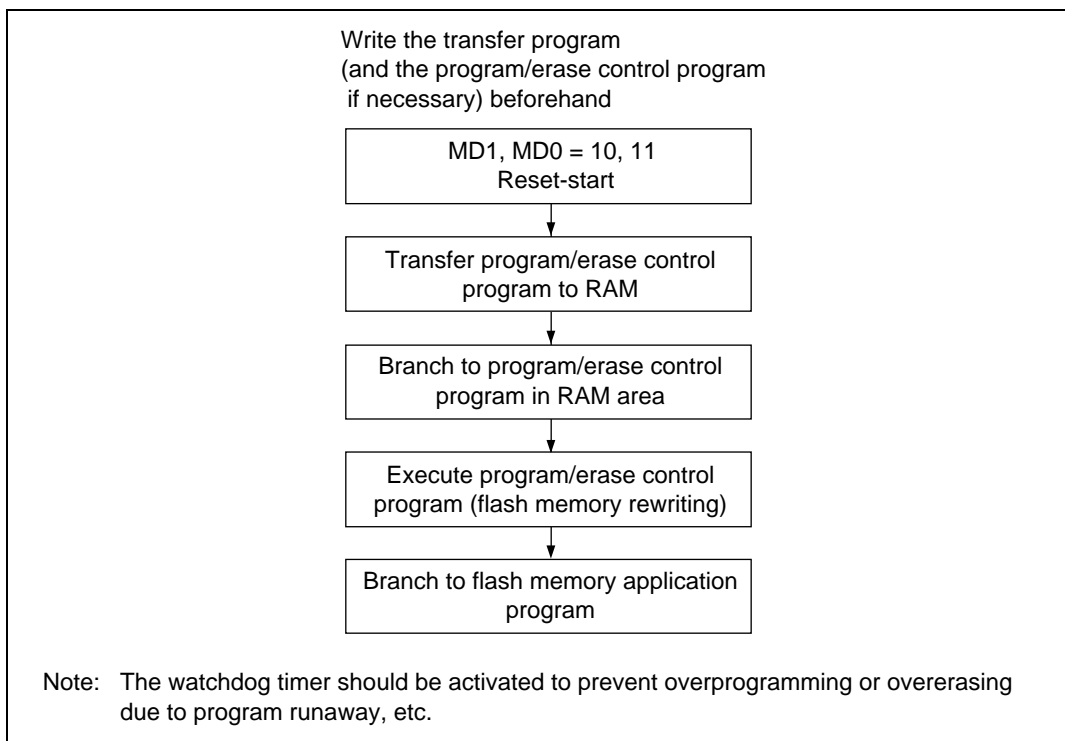 Write the transfer program
(and the program/erase control program
if necessary) beforehand
MD1, MD0 = 10, 11
Reset-start
Transfer program/erase control
program to RAM
Branch to program/erase control
program in RAM area
Execute program/erase control
program (flash memory rewriting)
Branch to flash memory application
program
Note: The watchdog timer should be activated to prevent overprogramming or overerasing
due to program runaway, etc.